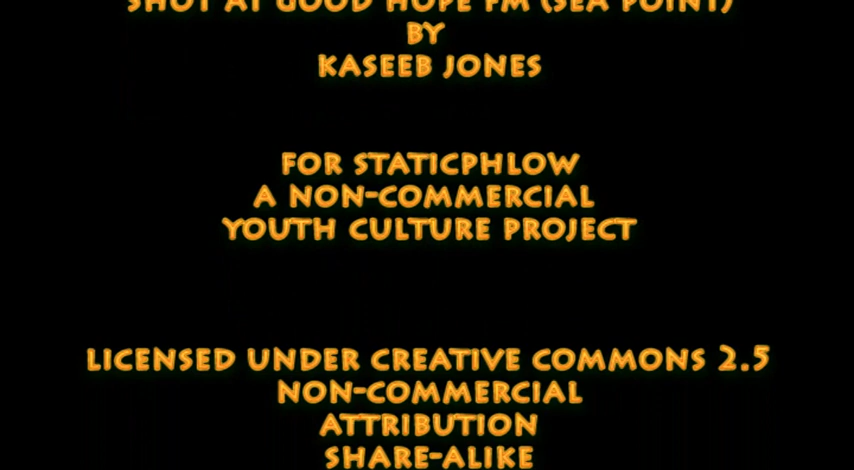 SHOT AT GOOD HOPE FM (SEA POINT)
BY
KASEEB JONES
FOR STATICPHLOW
A NON-COMMERCIAL
YOUTH CULTURE PROJECT
LICENSED UNDER CREATIVE COMMONS 2.5
NON-COMMERCIAL
ATTRIBUTION
SHARE-ALIKE